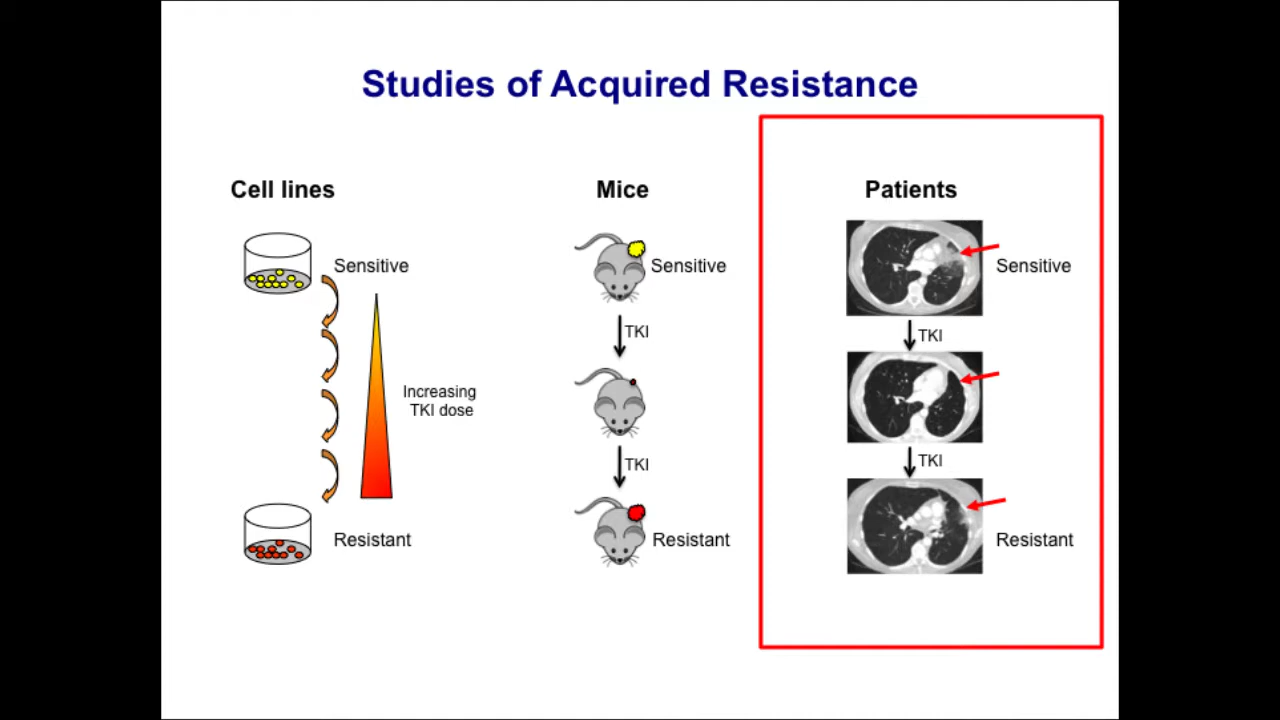 Studies of Acquired Resistance
Cell lines
Sensitive
Increasing
TKI dose
Resistant
Mice
Sensitive
TKI
TKI
Resistant
Patients
Sensitive
TKI
TKI
Resistant